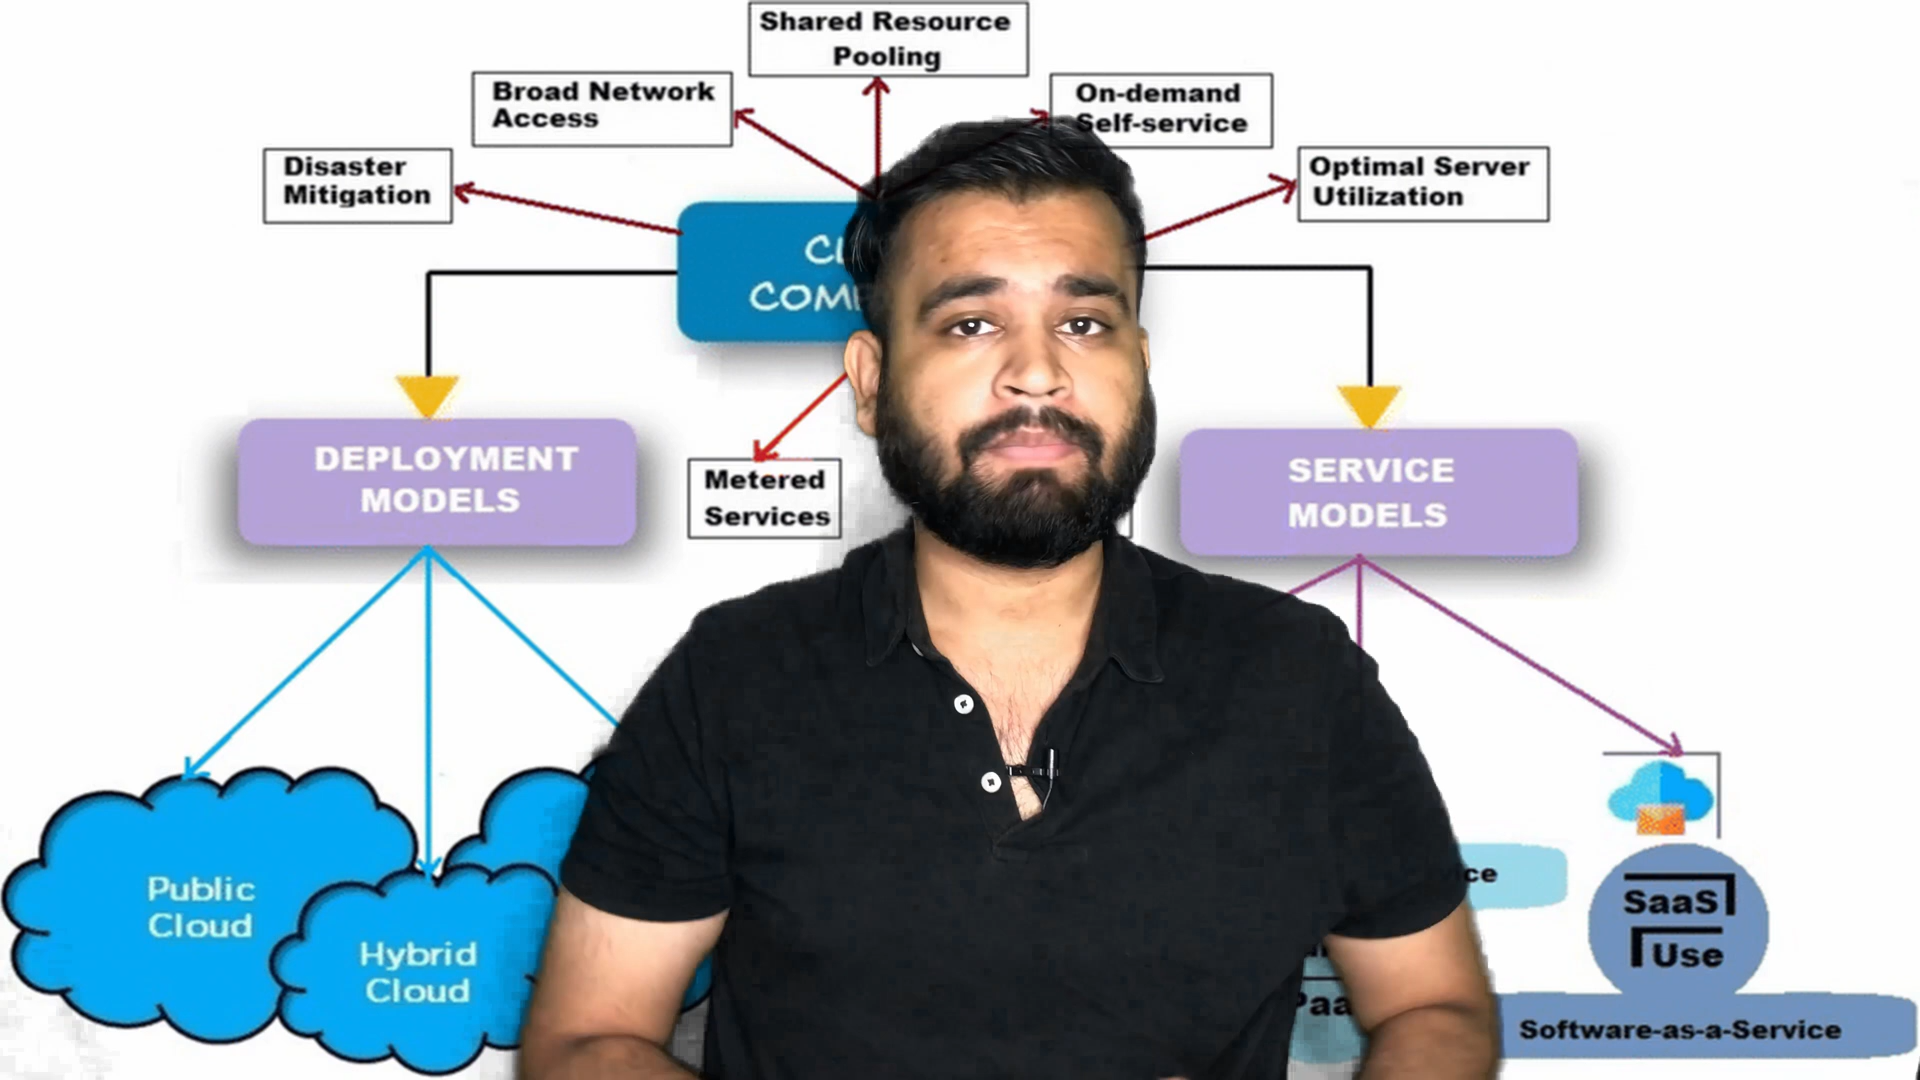 Shared Resource
Pooling
Broad Network
Access
On-demand
Self-service
Disaster
Mitigation
Optimal Server
Utilization
DEPLOYMENT
MODELS
SERVICE
MODELS
Metered
Services
Public
Cloud
Hybrid
Cloud
SaaS
Use
Software-as-a-Service